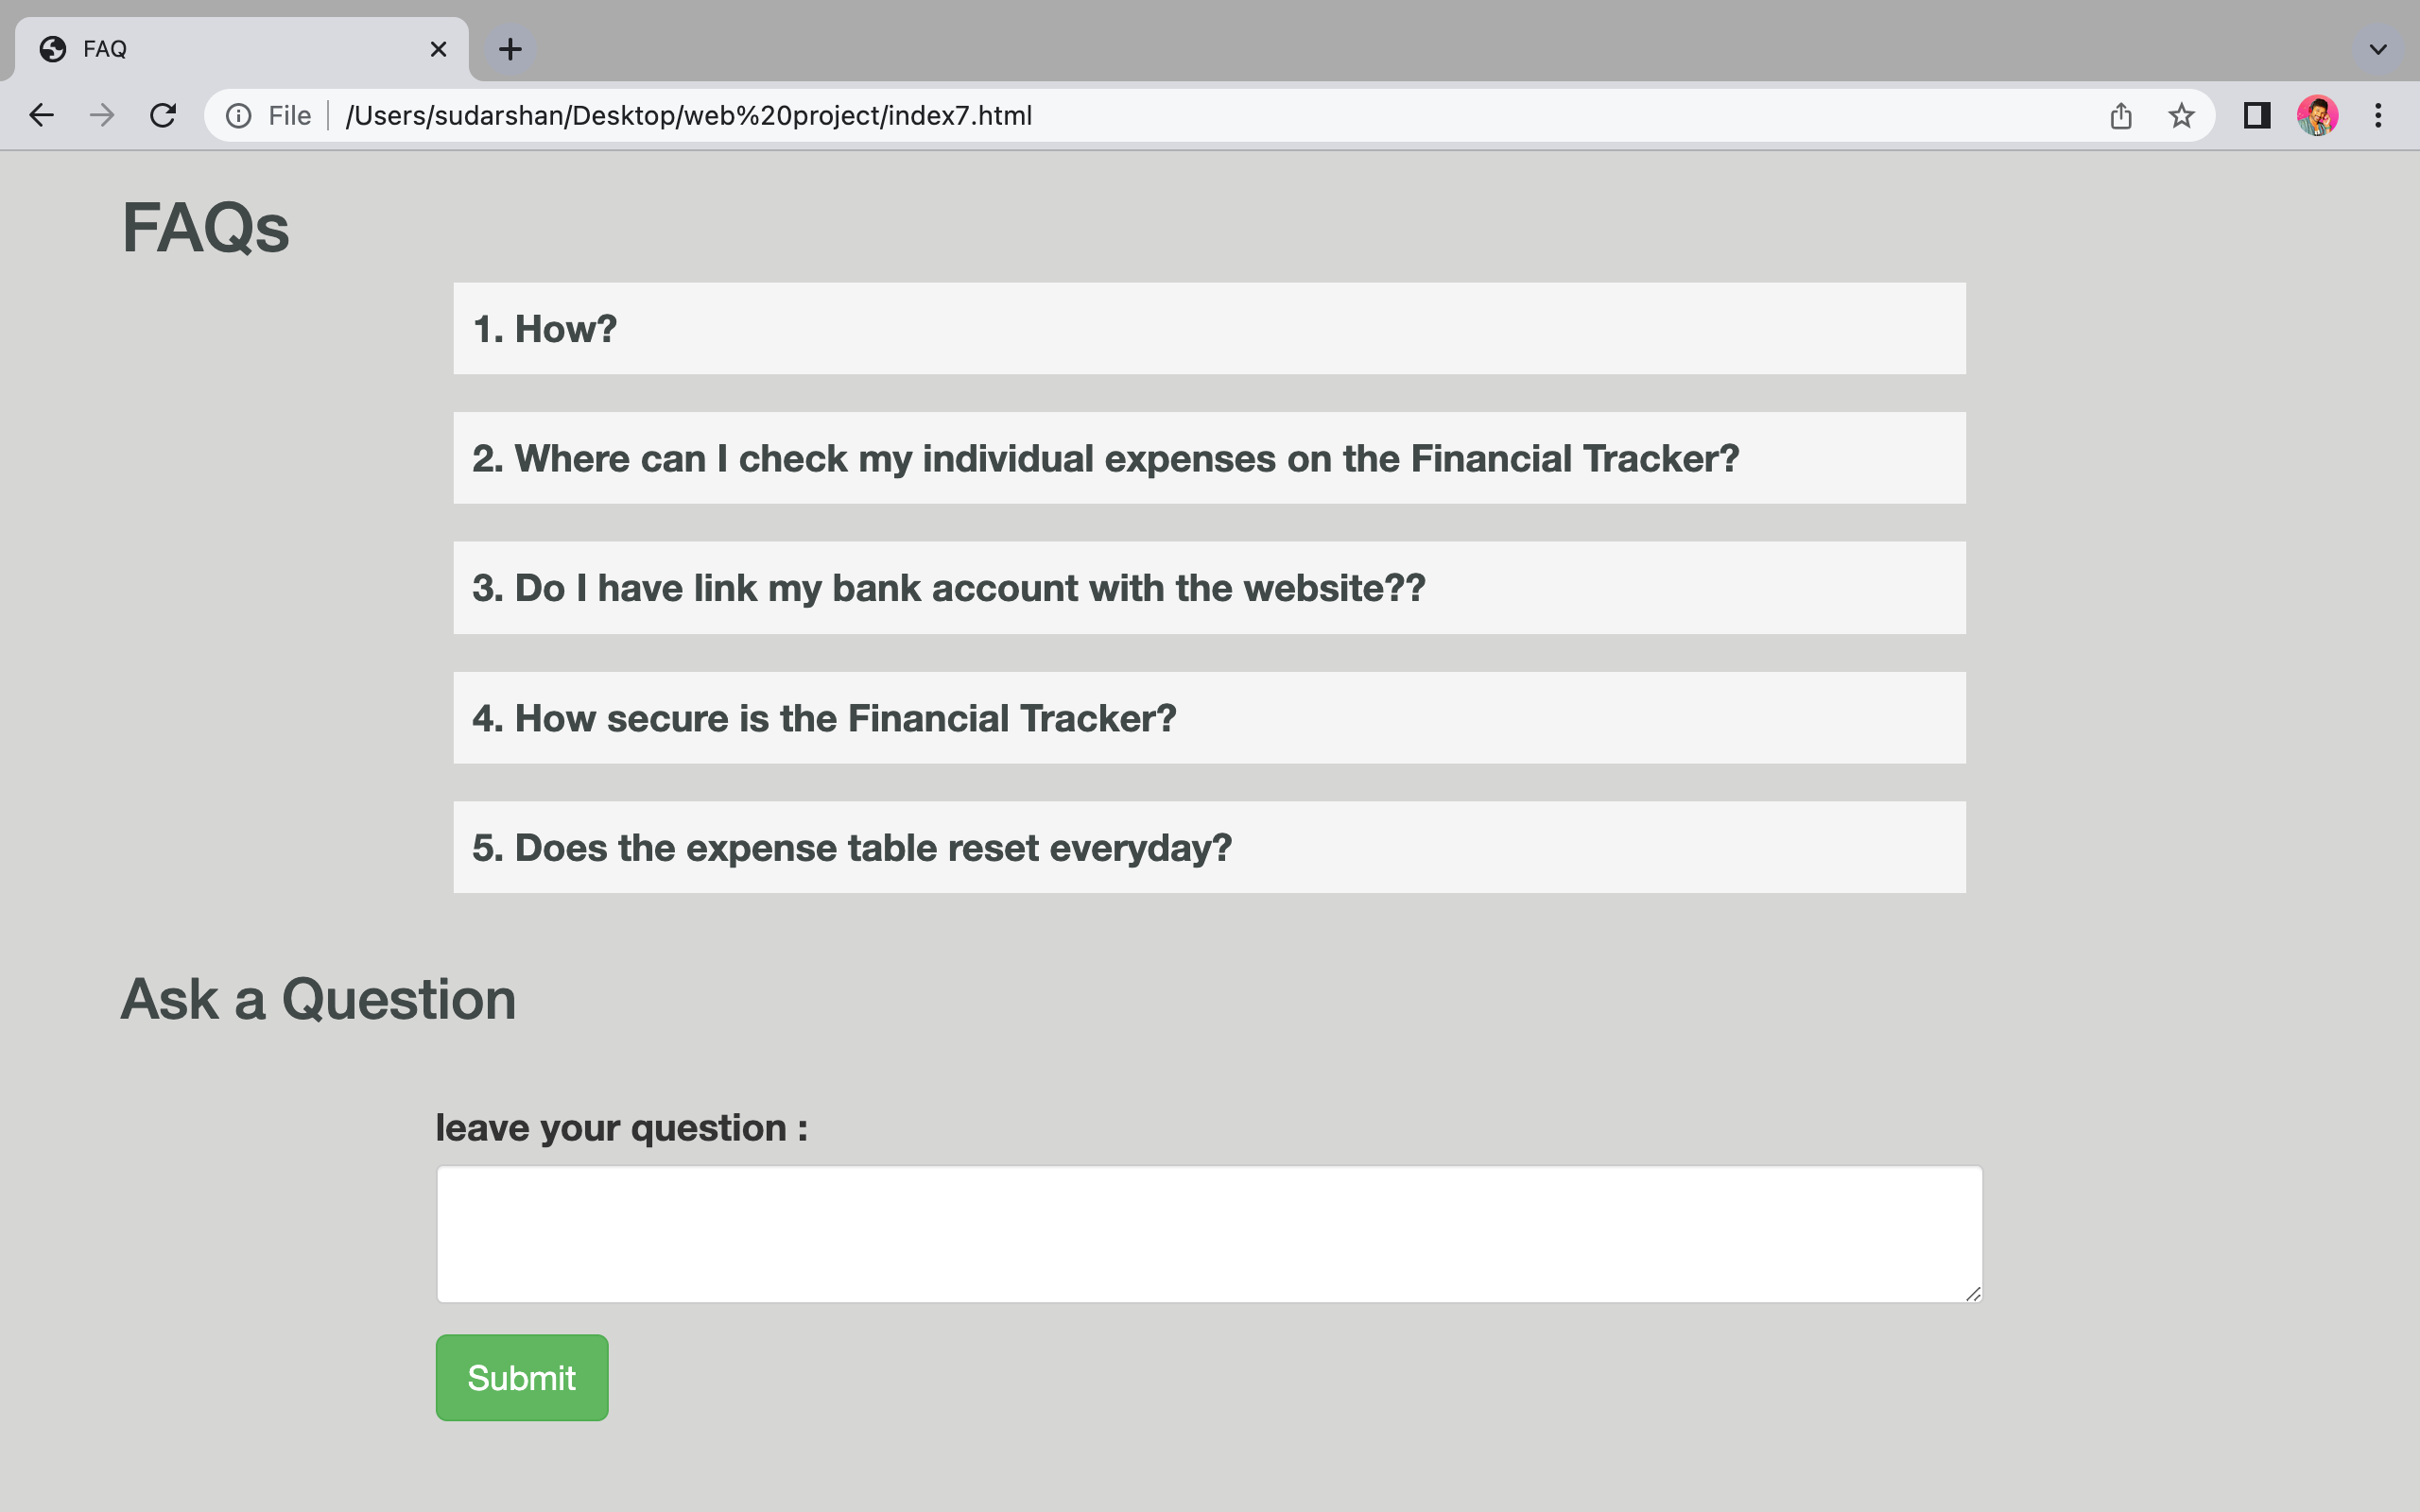 FAQ
File
/Users/sudarshan/Desktop/web%20project/index7.html
FAQs
1. How?
2. Where can I check my individual expenses on the Financial Tracker?
3. Do I have link my bank account with the website??
4. How secure is the Financial Tracker?
5. Does the expense table reset everyday?
Ask a Question
leave your question :
Submit